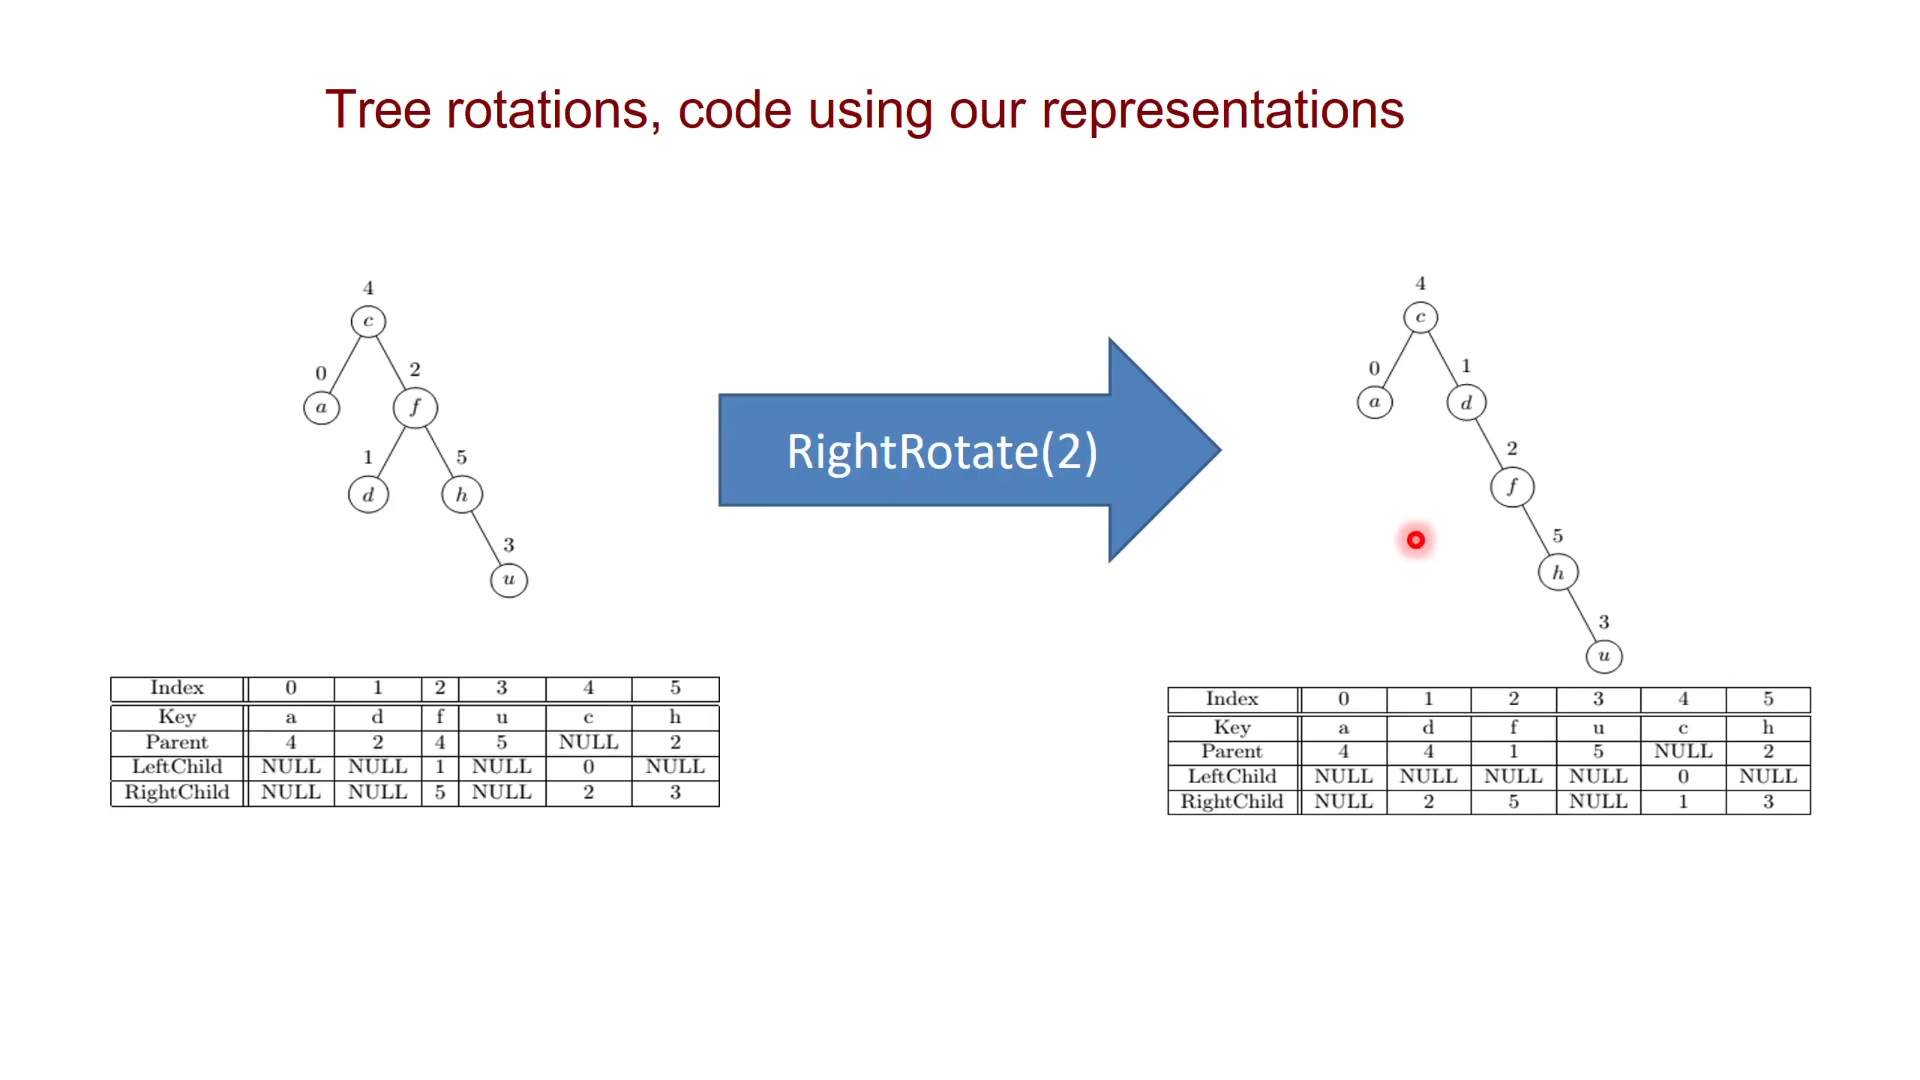 Tree rotations, code using our representations
4
c
0 2
a f
1 5
d h
3
u
Index 0 1 2 3 4 5
Key a d f u c h
Parent 4 2 4 5 NULL 2
LeftChild NULL NULL 1 NULL 0 NULL
RightChild NULL NULL 5 NULL 2 3
RightRotate(2)
4
c
0 1
a d
2
f
5
h
3
u
Index 0 1 2 3 4 5
Key a d f u c h
Parent 4 4 1 5 NULL 2
LeftChild NULL NULL NULL NULL 0 NULL
RightChild NULL 2 5 NULL 1 3